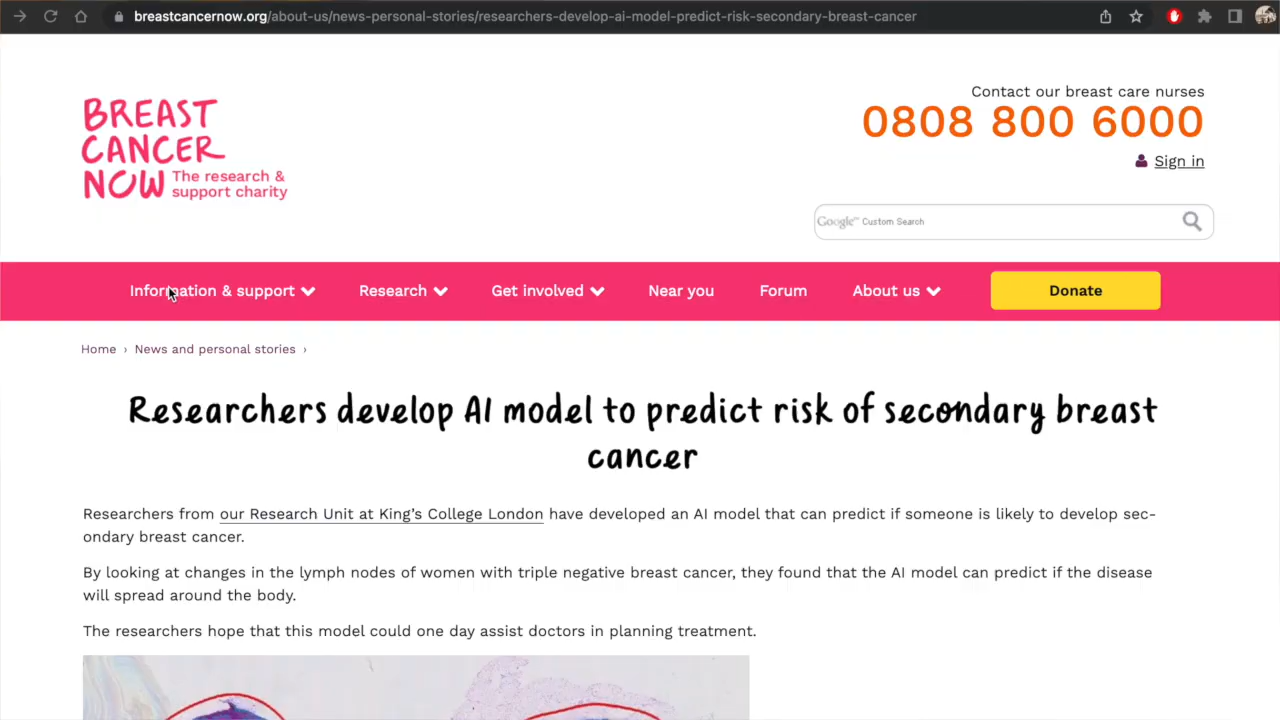 breastcancernow.org/about-us/news-personal-stories/researchers-develop-ai-model-predict-risk-secondary-breast-cancer
BREAST
CANCER
NOW The research &
support charity
Contact our breast care nurses
0808 800 6000
Sign in
Google™ Custom Search
Information & support
Research
Get involved
Near you
Forum
About us
Donate
Home › News and personal stories ›
Researchers develop AI model to predict risk of secondary breast
cancer
Researchers from our Research Unit at King's College London have developed an AI model that can predict if someone is likely to develop sec-
ondary breast cancer.
By looking at changes in the lymph nodes of women with triple negative breast cancer, they found that the AI model can predict if the disease
will spread around the body.
The researchers hope that this model could one day assist doctors in planning treatment.